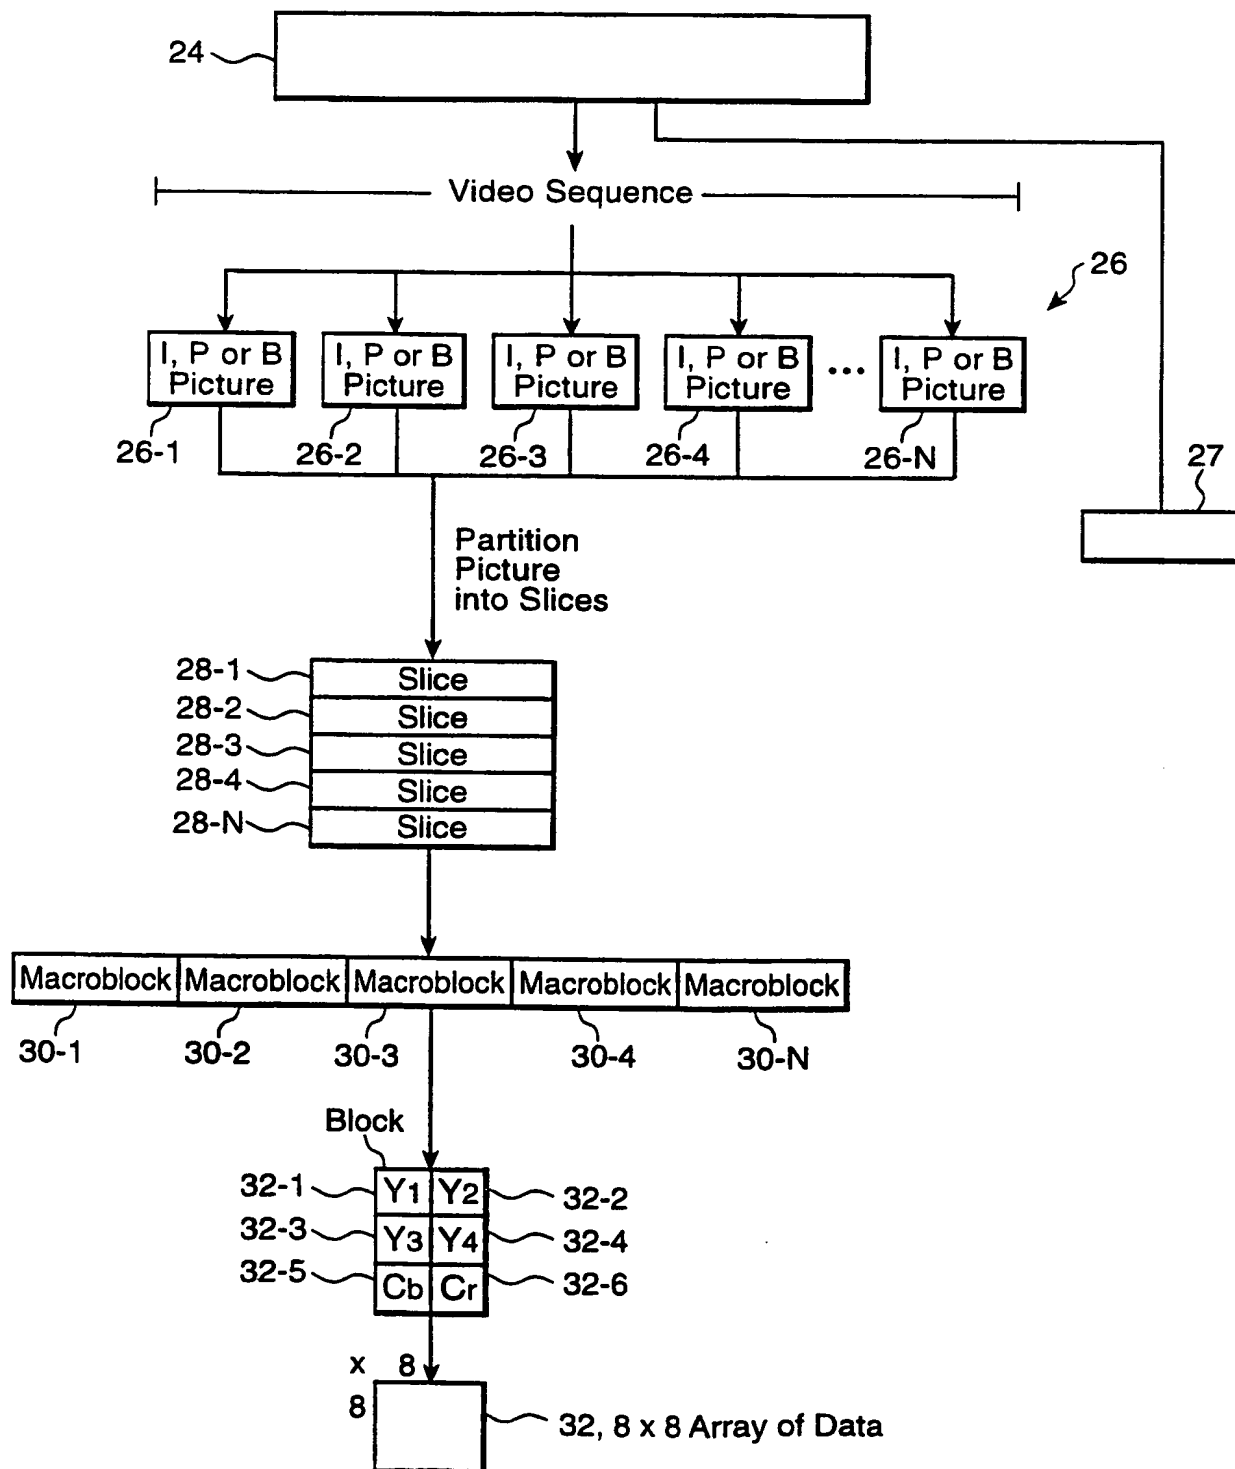 24
Video Sequence
26
I, P or B
Picture
I, P or B
Picture
I, P or B
Picture
I, P or B
Picture
...
I, P or B
Picture
26-1
26-2
26-3
26-4
26-N
27
Partition
Picture
into Slices
28-1
Slice
28-2
Slice
28-3
Slice
28-4
Slice
28-N
Slice
Macroblock
Macroblock
Macroblock
Macroblock
Macroblock
30-1
30-2
30-3
30-4
30-N
Block
32-1
Y1
Y2
32-2
32-3
Y3
Y4
32-4
32-5
Cb
Cr
32-6
x
8
8
32, 8 x 8 Array of Data